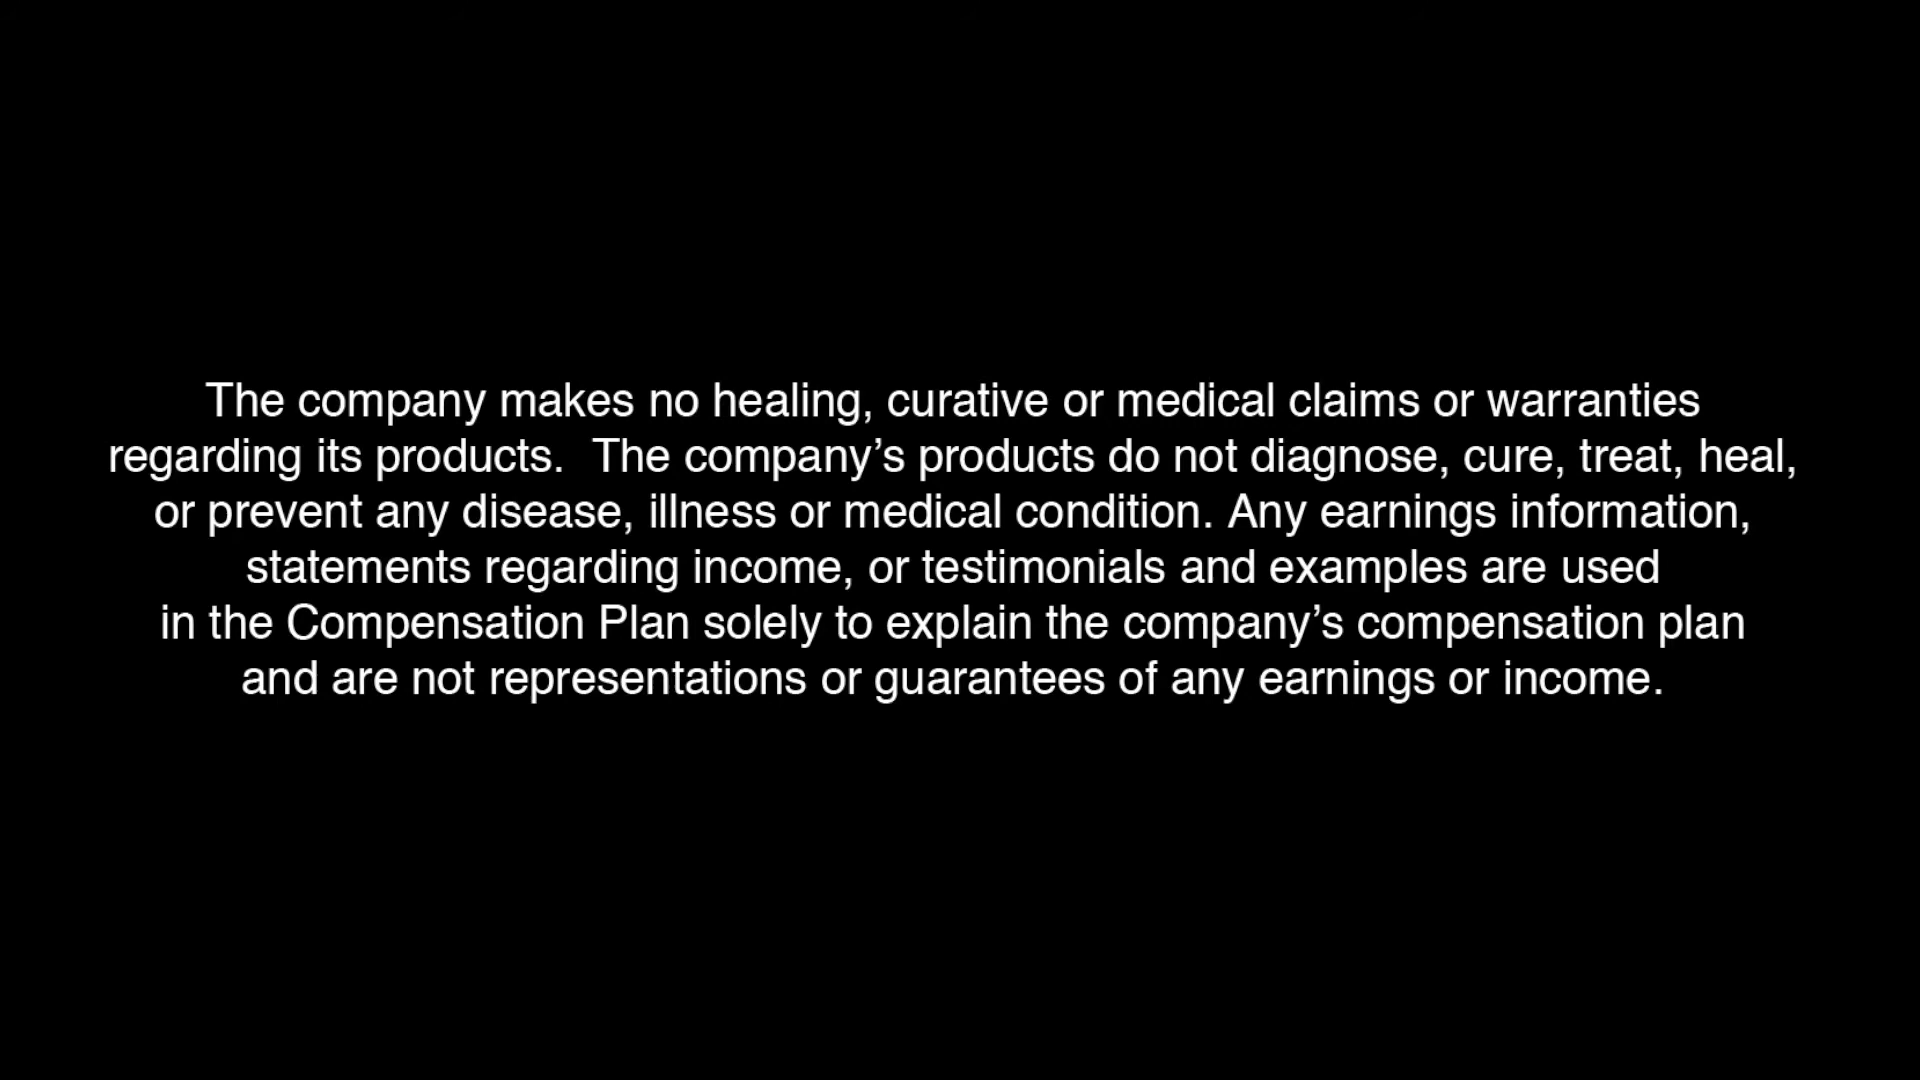 The company makes no healing, curative or medical claims or warranties
regarding its products.  The company’s products do not diagnose, cure, treat, heal,
or prevent any disease, illness or medical condition. Any earnings information,
statements regarding income, or testimonials and examples are used
in the Compensation Plan solely to explain the company’s compensation plan
and are not representations or guarantees of any earnings or income.